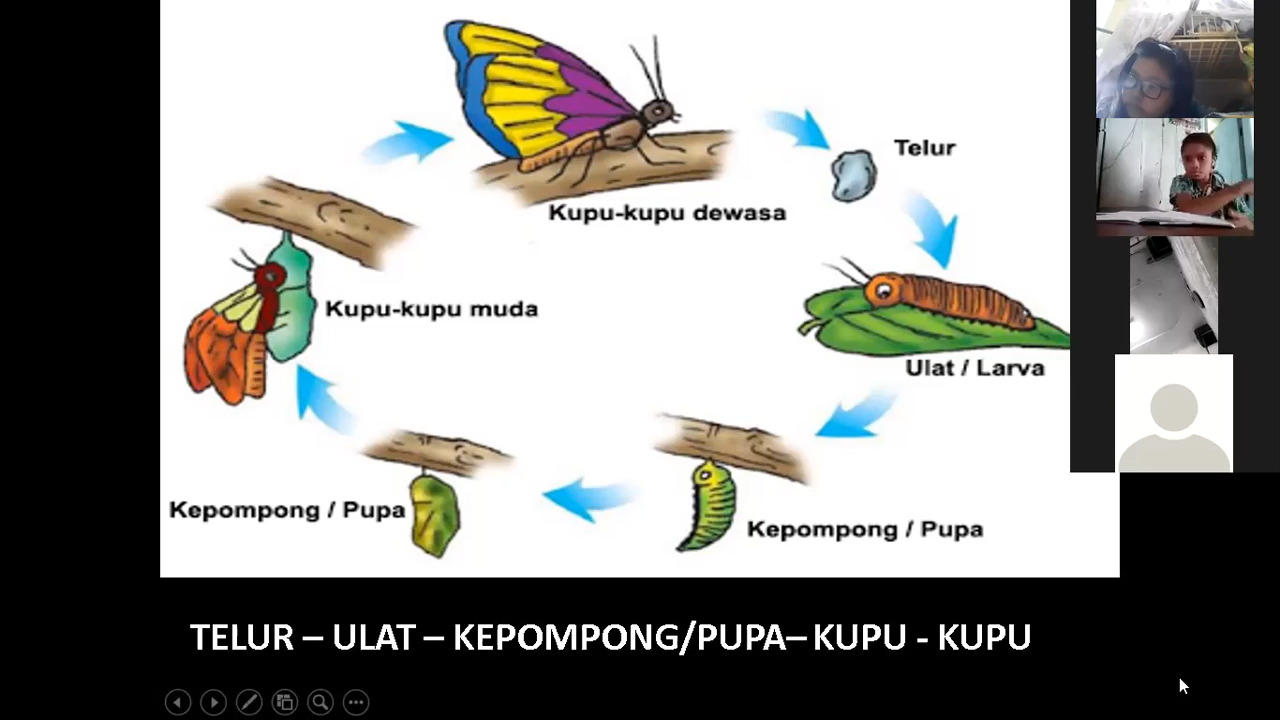 Telur
Kupu-kupu dewasa
Kupu-kupu muda
Ulat / Larva
Kepompong / Pupa
Kepompong / Pupa
TELUR – ULAT – KEPOMPONG/PUPA– KUPU - KUPU